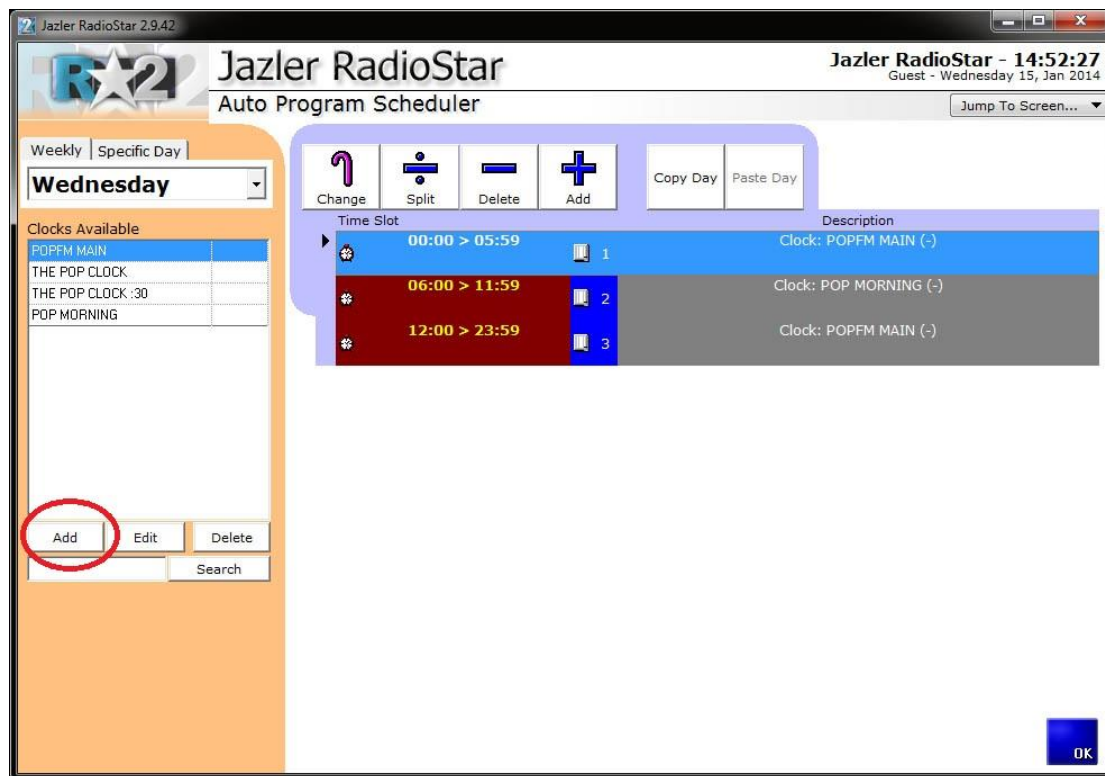 Jazler RadioStar 2.9.42
R 2
Jazler RadioStar
Jazler RadioStar - 14:52:27
Guest - Wednesday 15, Jan 2014
Auto Program Scheduler
Jump To Screen...
Weekly Specific Day
Wednesday
Change Split Delete Add Copy Day Paste Day
Clocks Available
POPFM MAIN
THE POP CLOCK
THE POP CLOCK :30
POP MORNING
Add Edit Delete
Search
Time Slot Description
00:00 > 05:59 1 Clock: POPFM MAIN (-)
06:00 > 11:59 2 Clock: POP MORNING (-)
12:00 > 23:59 3 Clock: POPFM MAIN (-)
OK